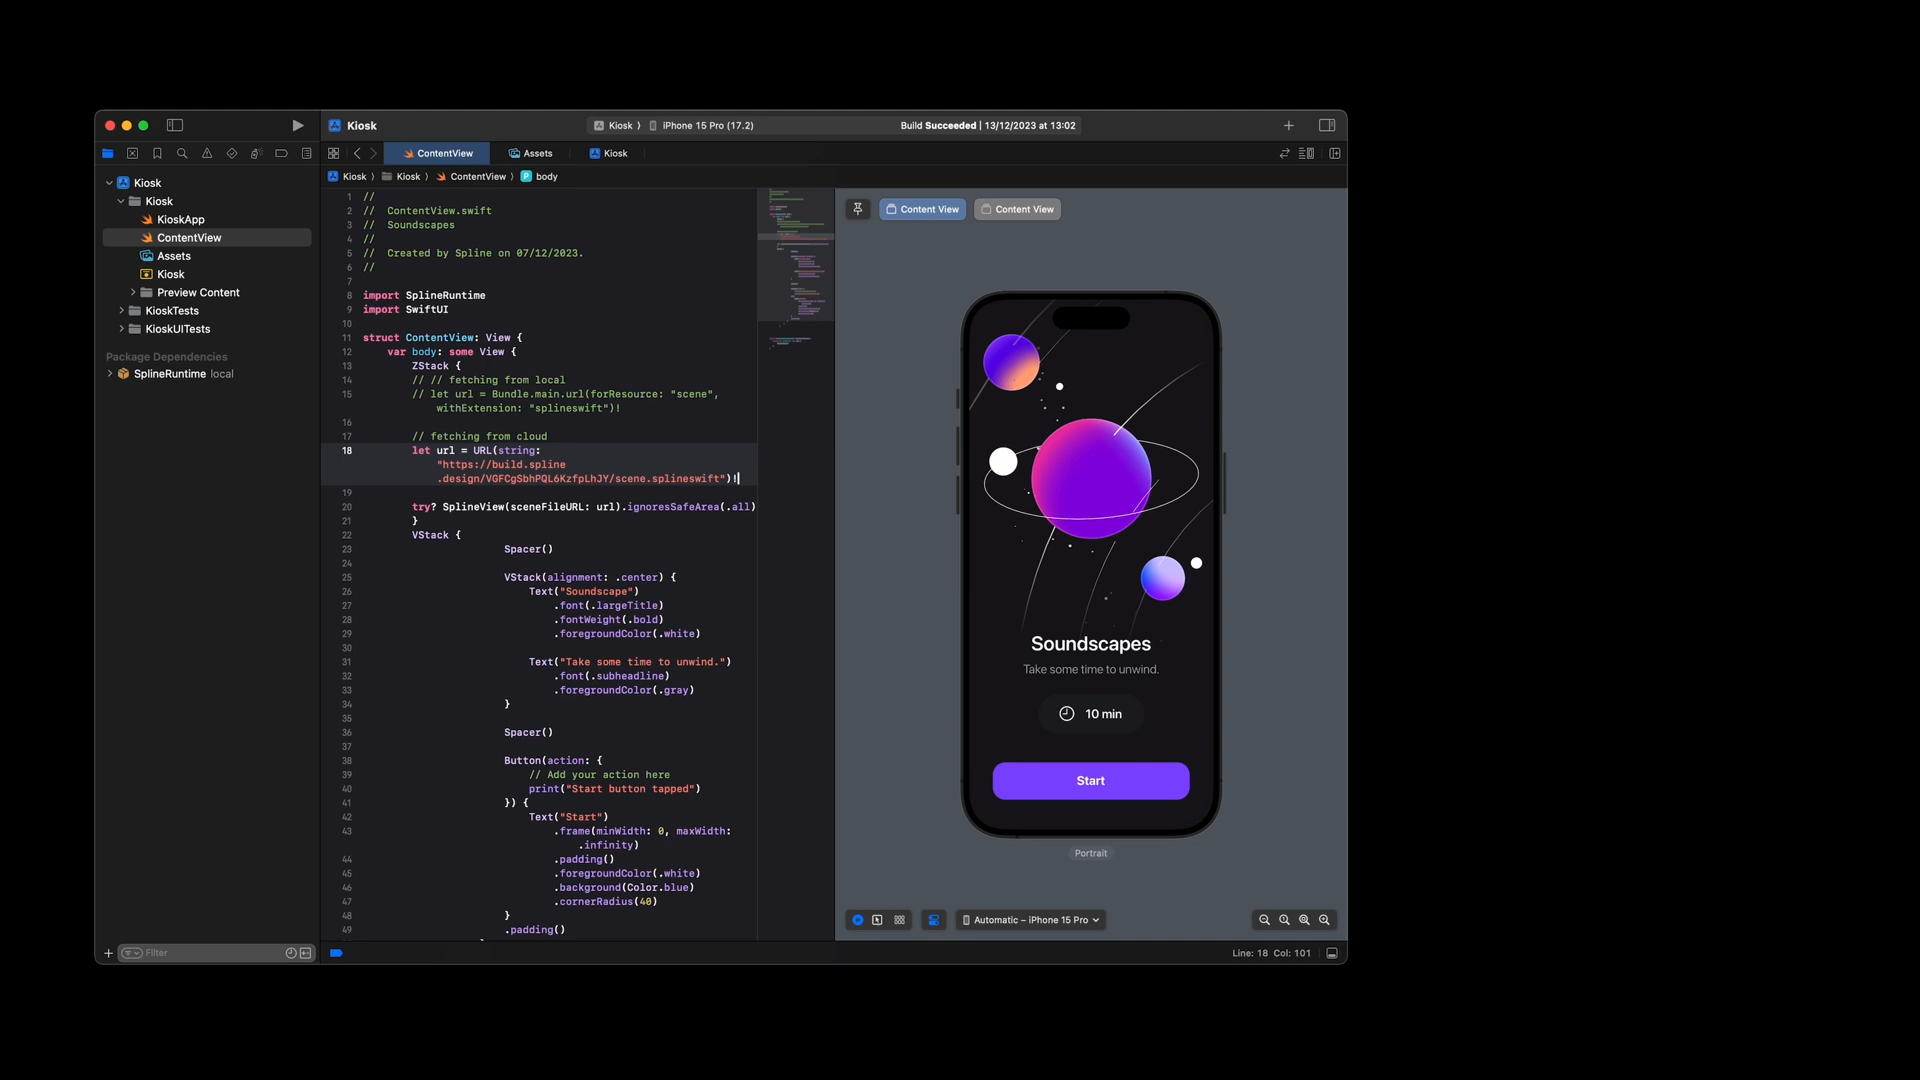 Kiosk
Kiosk 〉 iPhone 15 Pro (17.2)
Build Succeeded | 13/12/2023 at 13:02
ContentView
Assets
Kiosk
Kiosk 〉 Kiosk 〉 ContentView 〉 P body
Kiosk
Kiosk
KioskApp
ContentView
Assets
Kiosk
Preview Content
KioskTests
KioskUITests
Package Dependencies
SplineRuntime local
Filter
1 //
2 // ContentView.swift
3 // Soundscapes
4 //
5 // Created by Spline on 07/12/2023.
6 //
7
8 import SplineRuntime
9 import SwiftUI
10
11 struct ContentView: View {
12 var body: some View {
13 ZStack {
14 // // fetching from local
15 // let url = Bundle.main.url(forResource: "scene",
withExtension: "splineswift")!
16
17 // fetching from cloud
18 let url = URL(string:
"https://build.spline
.design/VGFCgSbhPQL6KzfpLhJY/scene.splineswift")!
19
20 try? SplineView(sceneFileURL: url).ignoresSafeArea(.all)
21 }
22 VStack {
23 Spacer()
24
25 VStack(alignment: .center) {
26 Text("Soundscape")
27 .font(.largeTitle)
28 .fontWeight(.bold)
29 .foregroundColor(.white)
30
31 Text("Take some time to unwind.")
32 .font(.subheadline)
33 .foregroundColor(.gray)
34 }
35
36 Spacer()
37
38 Button(action: {
39 // Add your action here
40 print("Start button tapped")
41 }) {
42 Text("Start")
43 .frame(minWidth: 0, maxWidth:
.infinity)
44 .padding()
45 .foregroundColor(.white)
46 .background(Color.blue)
47 .cornerRadius(40)
48 }
49 .padding()
Content View
Content View
Soundscapes
Take some time to unwind.
10 min
Start
Portrait
Automatic – iPhone 15 Pro
Line: 18 Col: 101